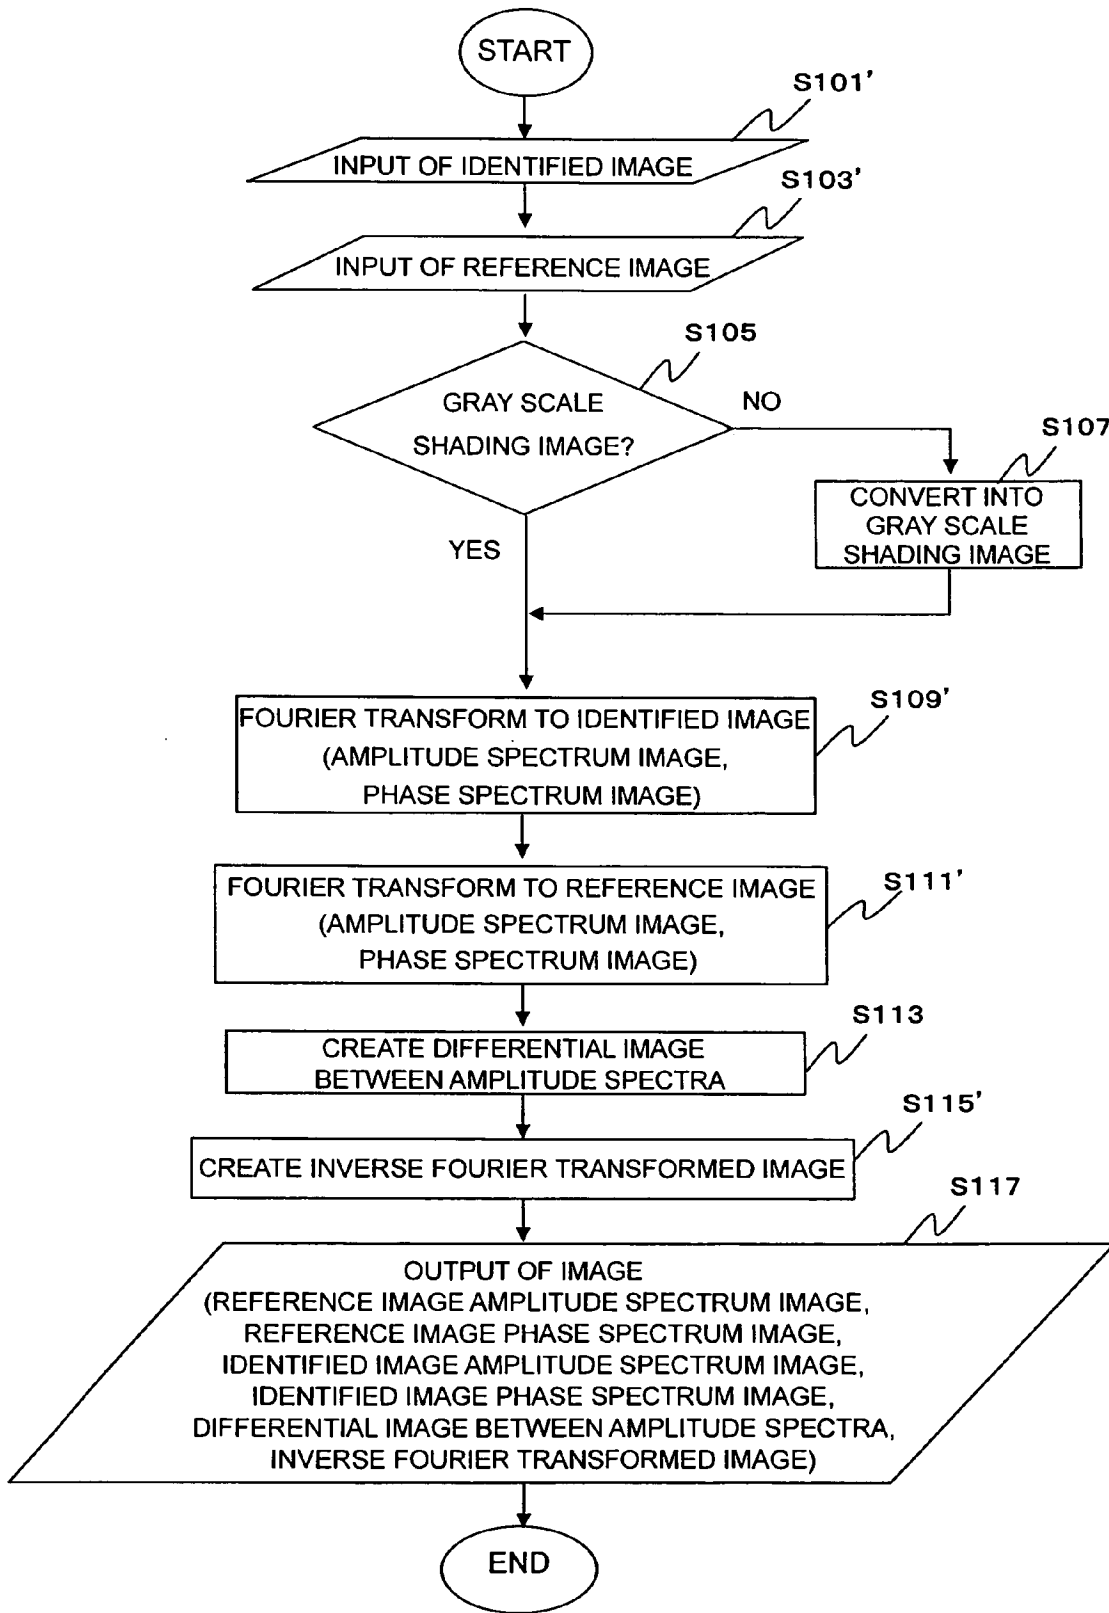 START
S101'
INPUT OF IDENTIFIED IMAGE
S103'
INPUT OF REFERENCE IMAGE
S105
GRAY SCALE
SHADING IMAGE?
NO
S107
CONVERT INTO
GRAY SCALE
SHADING IMAGE
YES
S109'
FOURIER TRANSFORM TO IDENTIFIED IMAGE
(AMPLITUDE SPECTRUM IMAGE,
PHASE SPECTRUM IMAGE)
S111'
FOURIER TRANSFORM TO REFERENCE IMAGE
(AMPLITUDE SPECTRUM IMAGE,
PHASE SPECTRUM IMAGE)
S113
CREATE DIFFERENTIAL IMAGE
BETWEEN AMPLITUDE SPECTRA
S115'
CREATE INVERSE FOURIER TRANSFORMED IMAGE
S117
OUTPUT OF IMAGE
(REFERENCE IMAGE AMPLITUDE SPECTRUM IMAGE,
REFERENCE IMAGE PHASE SPECTRUM IMAGE,
IDENTIFIED IMAGE AMPLITUDE SPECTRUM IMAGE,
IDENTIFIED IMAGE PHASE SPECTRUM IMAGE,
DIFFERENTIAL IMAGE BETWEEN AMPLITUDE SPECTRA,
INVERSE FOURIER TRANSFORMED IMAGE)
END